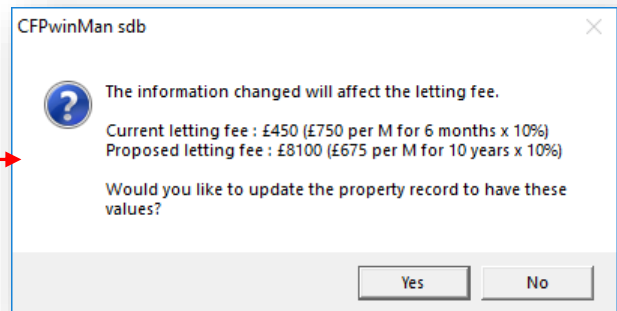 CFPwinMan sdb
The information changed will affect the letting fee.
Current letting fee : £450 (£750 per M for 6 months x 10%)
Proposed letting fee : £8100 (£675 per M for 10 years x 10%)
Would you like to update the property record to have these
values?
Yes
No